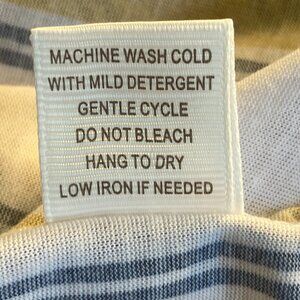 MACHINE WASH COLD
WITH MILD DETERGENT
GENTLE CYCLE
DO NOT BLEACH
HANG TO DRY
LOW IRON IF NEEDED